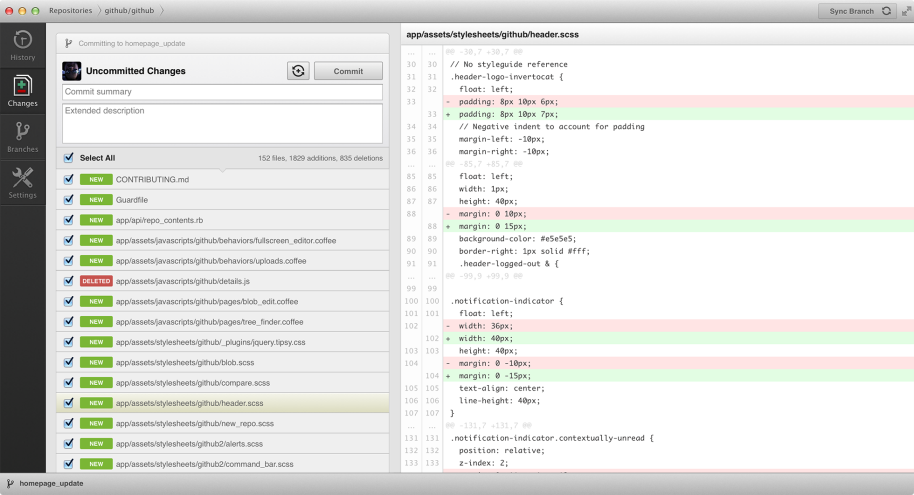 Repositories github/github Sync Branch
History
Changes
Branches
Settings
Committing to homepage_update
Uncommitted Changes Commit
Commit summary
Extended description
Select All 152 files, 1829 additions, 835 deletions
NEW CONTRIBUTING.md
NEW Guardfile
NEW app/api/repo_contents.rb
NEW app/assets/javascripts/github/behaviors/fullscreen_editor.coffee
NEW app/assets/javascripts/github/behaviors/uploads.coffee
DELETED app/assets/javascripts/github/details.js
NEW app/assets/javascripts/github/pages/blob_edit.coffee
NEW app/assets/javascripts/github/pages/tree_finder.coffee
NEW app/assets/stylesheets/github/_plugins/jquery.tipsy.css
NEW app/assets/stylesheets/github/blob.scss
NEW app/assets/stylesheets/github/compare.scss
NEW app/assets/stylesheets/github/header.scss
NEW app/assets/stylesheets/github/new_repo.scss
NEW app/assets/stylesheets/github2/alerts.scss
NEW app/assets/stylesheets/github2/command_bar.scss
app/assets/stylesheets/github/header.scss
... ... @@ -30,7 +30,7 @@
30 30 // No styleguide reference
31 31 .header-logo-invertocat {
32 32 float: left;
33 - padding: 8px 10px 6px;
33 + padding: 8px 10px 7px;
34 34 // Negative indent to account for padding
35 35 margin-left: -10px;
36 36 margin-right: -10px;
... ... @@ -85,7 +85,7 @@
85 85 float: left;
86 86 width: 1px;
87 87 height: 40px;
88 - margin: 0 10px;
88 + margin: 0 15px;
89 89 background-color: #e5e5e5;
90 90 border-right: 1px solid #fff;
91 91 .header-logged-out & {
... ... @@ -99,9 +99,9 @@
99 99
100 100 .notification-indicator {
101 101 float: left;
102 - width: 36px;
102 + width: 40px;
103 103 height: 40px;
104 - margin: 0 -10px;
104 + margin: 0 -15px;
105 105 text-align: center;
106 106 line-height: 40px;
107 107 }
... ... @@ -131,7 +131,7 @@
131 131 .notification-indicator.contextually-unread {
132 132 position: relative;
133 133 z-index: 2;
homepage_update